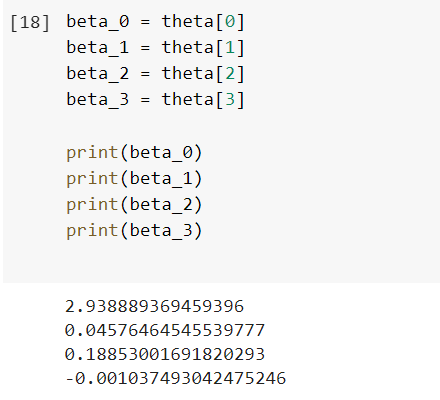 [18] beta_0 = theta[0]
beta_1 = theta[1]
beta_2 = theta[2]
beta_3 = theta[3]
print(beta_0)
print(beta_1)
print(beta_2)
print(beta_3)
2.938889369459396
0.04576464545539777
0.18853001691820293
-0.001037493042475246